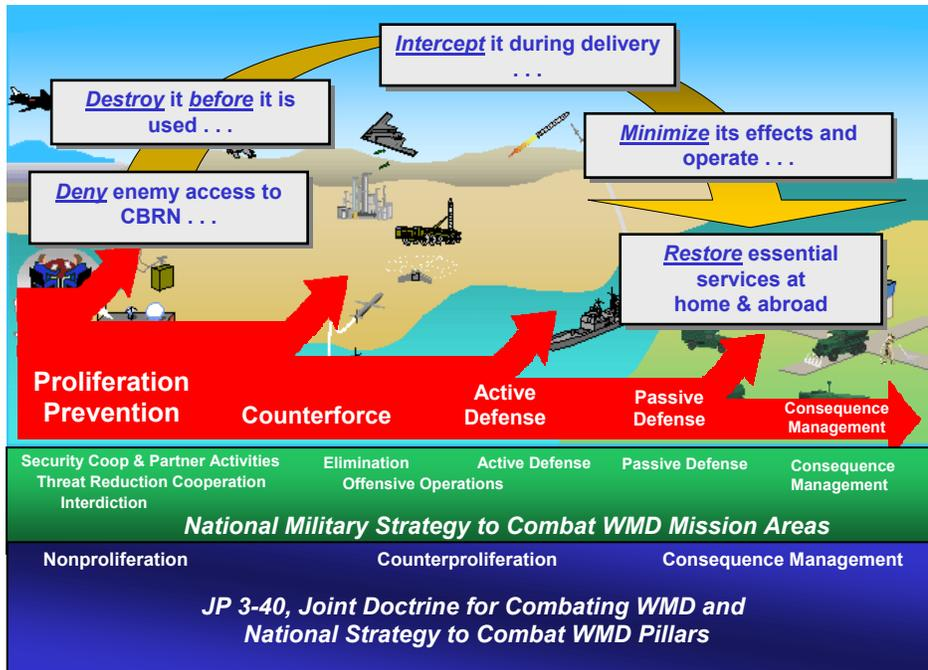 Intercept it during delivery
. . .
Destroy it before it is
used . . .
Minimize its effects and
operate . . .
Deny enemy access to
CBRN . . .
Restore essential
services at
home & abroad
Proliferation
Prevention
Counterforce
Active
Defense
Passive
Defense
Consequence
Management
Security Coop & Partner Activities
Threat Reduction Cooperation
Interdiction
Elimination
Offensive Operations
Active Defense
Passive Defense
Consequence
Management
National Military Strategy to Combat WMD Mission Areas
Nonproliferation
Counterproliferation
Consequence Management
JP 3-40, Joint Doctrine for Combating WMD and
National Strategy to Combat WMD Pillars